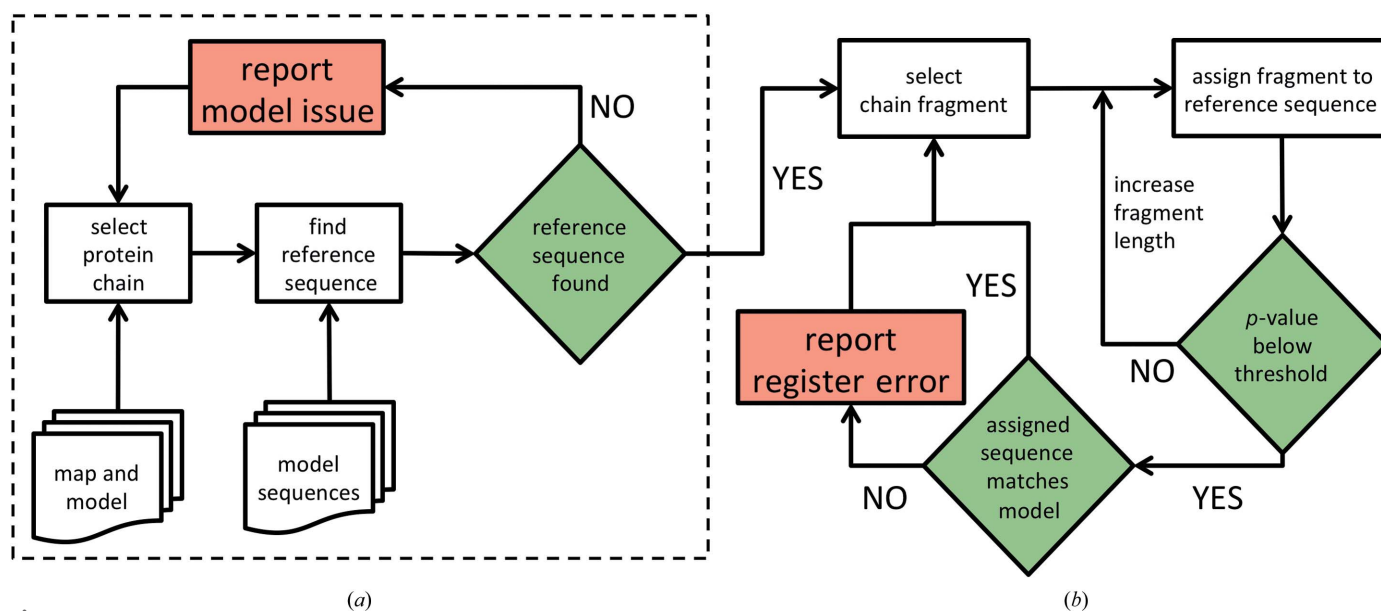 report
model issue
NO
select
protein
chain
find
reference
sequence
reference
sequence
found
map and
model
model
sequences
(a)
YES
select
chain fragment
assign fragment to
reference sequence
increase
fragment
length
p-value
below
threshold
NO
YES
report
register error
YES
assigned
sequence
matches
model
NO
(b)